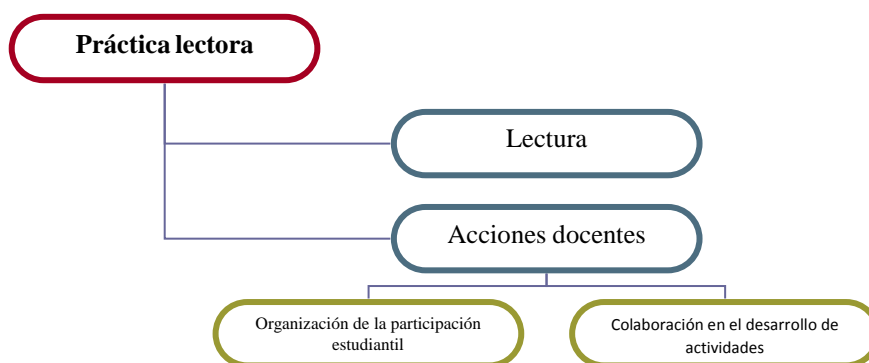 Práctica lectora
Lectura
Acciones docentes
Organización de la participación
estudiantil
Colaboración en el desarrollo de
actividades